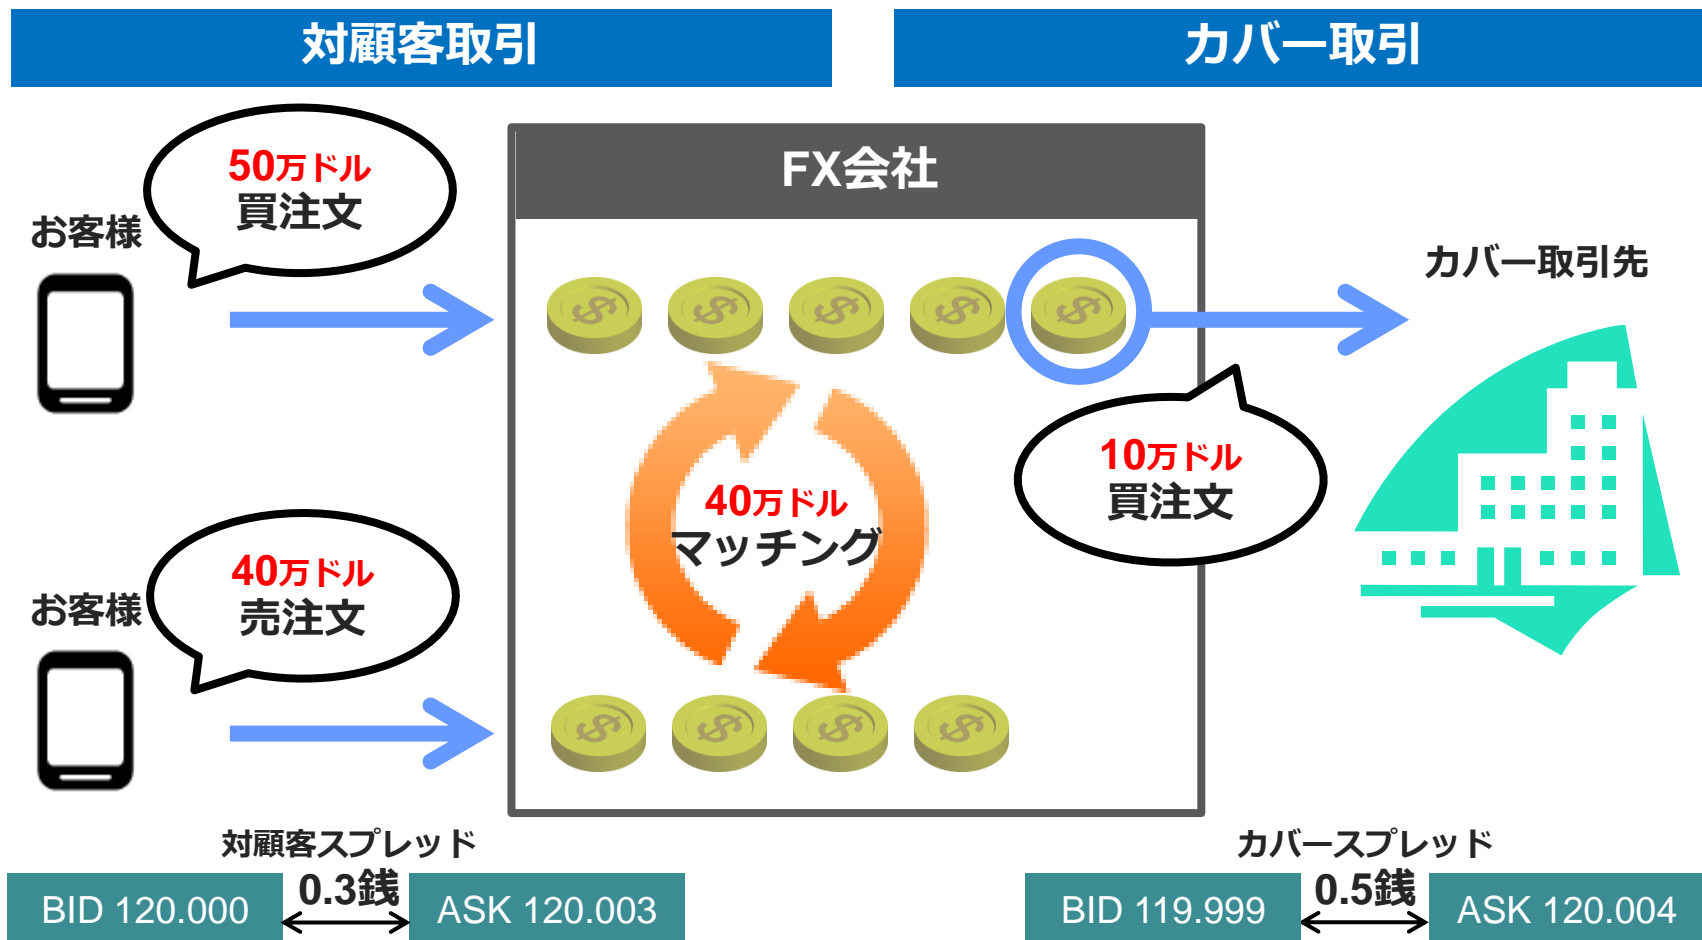 対顧客取引
カバー取引
50万ドル
買注文
お客様
FX会社
カバー取引先
10万ドル
買注文
40万ドル
マッチング
40万ドル
売注文
お客様
対顧客スプレッド
0.3銭
BID 120.000
ASK 120.003
カバースプレッド
0.5銭
BID 119.999
ASK 120.004